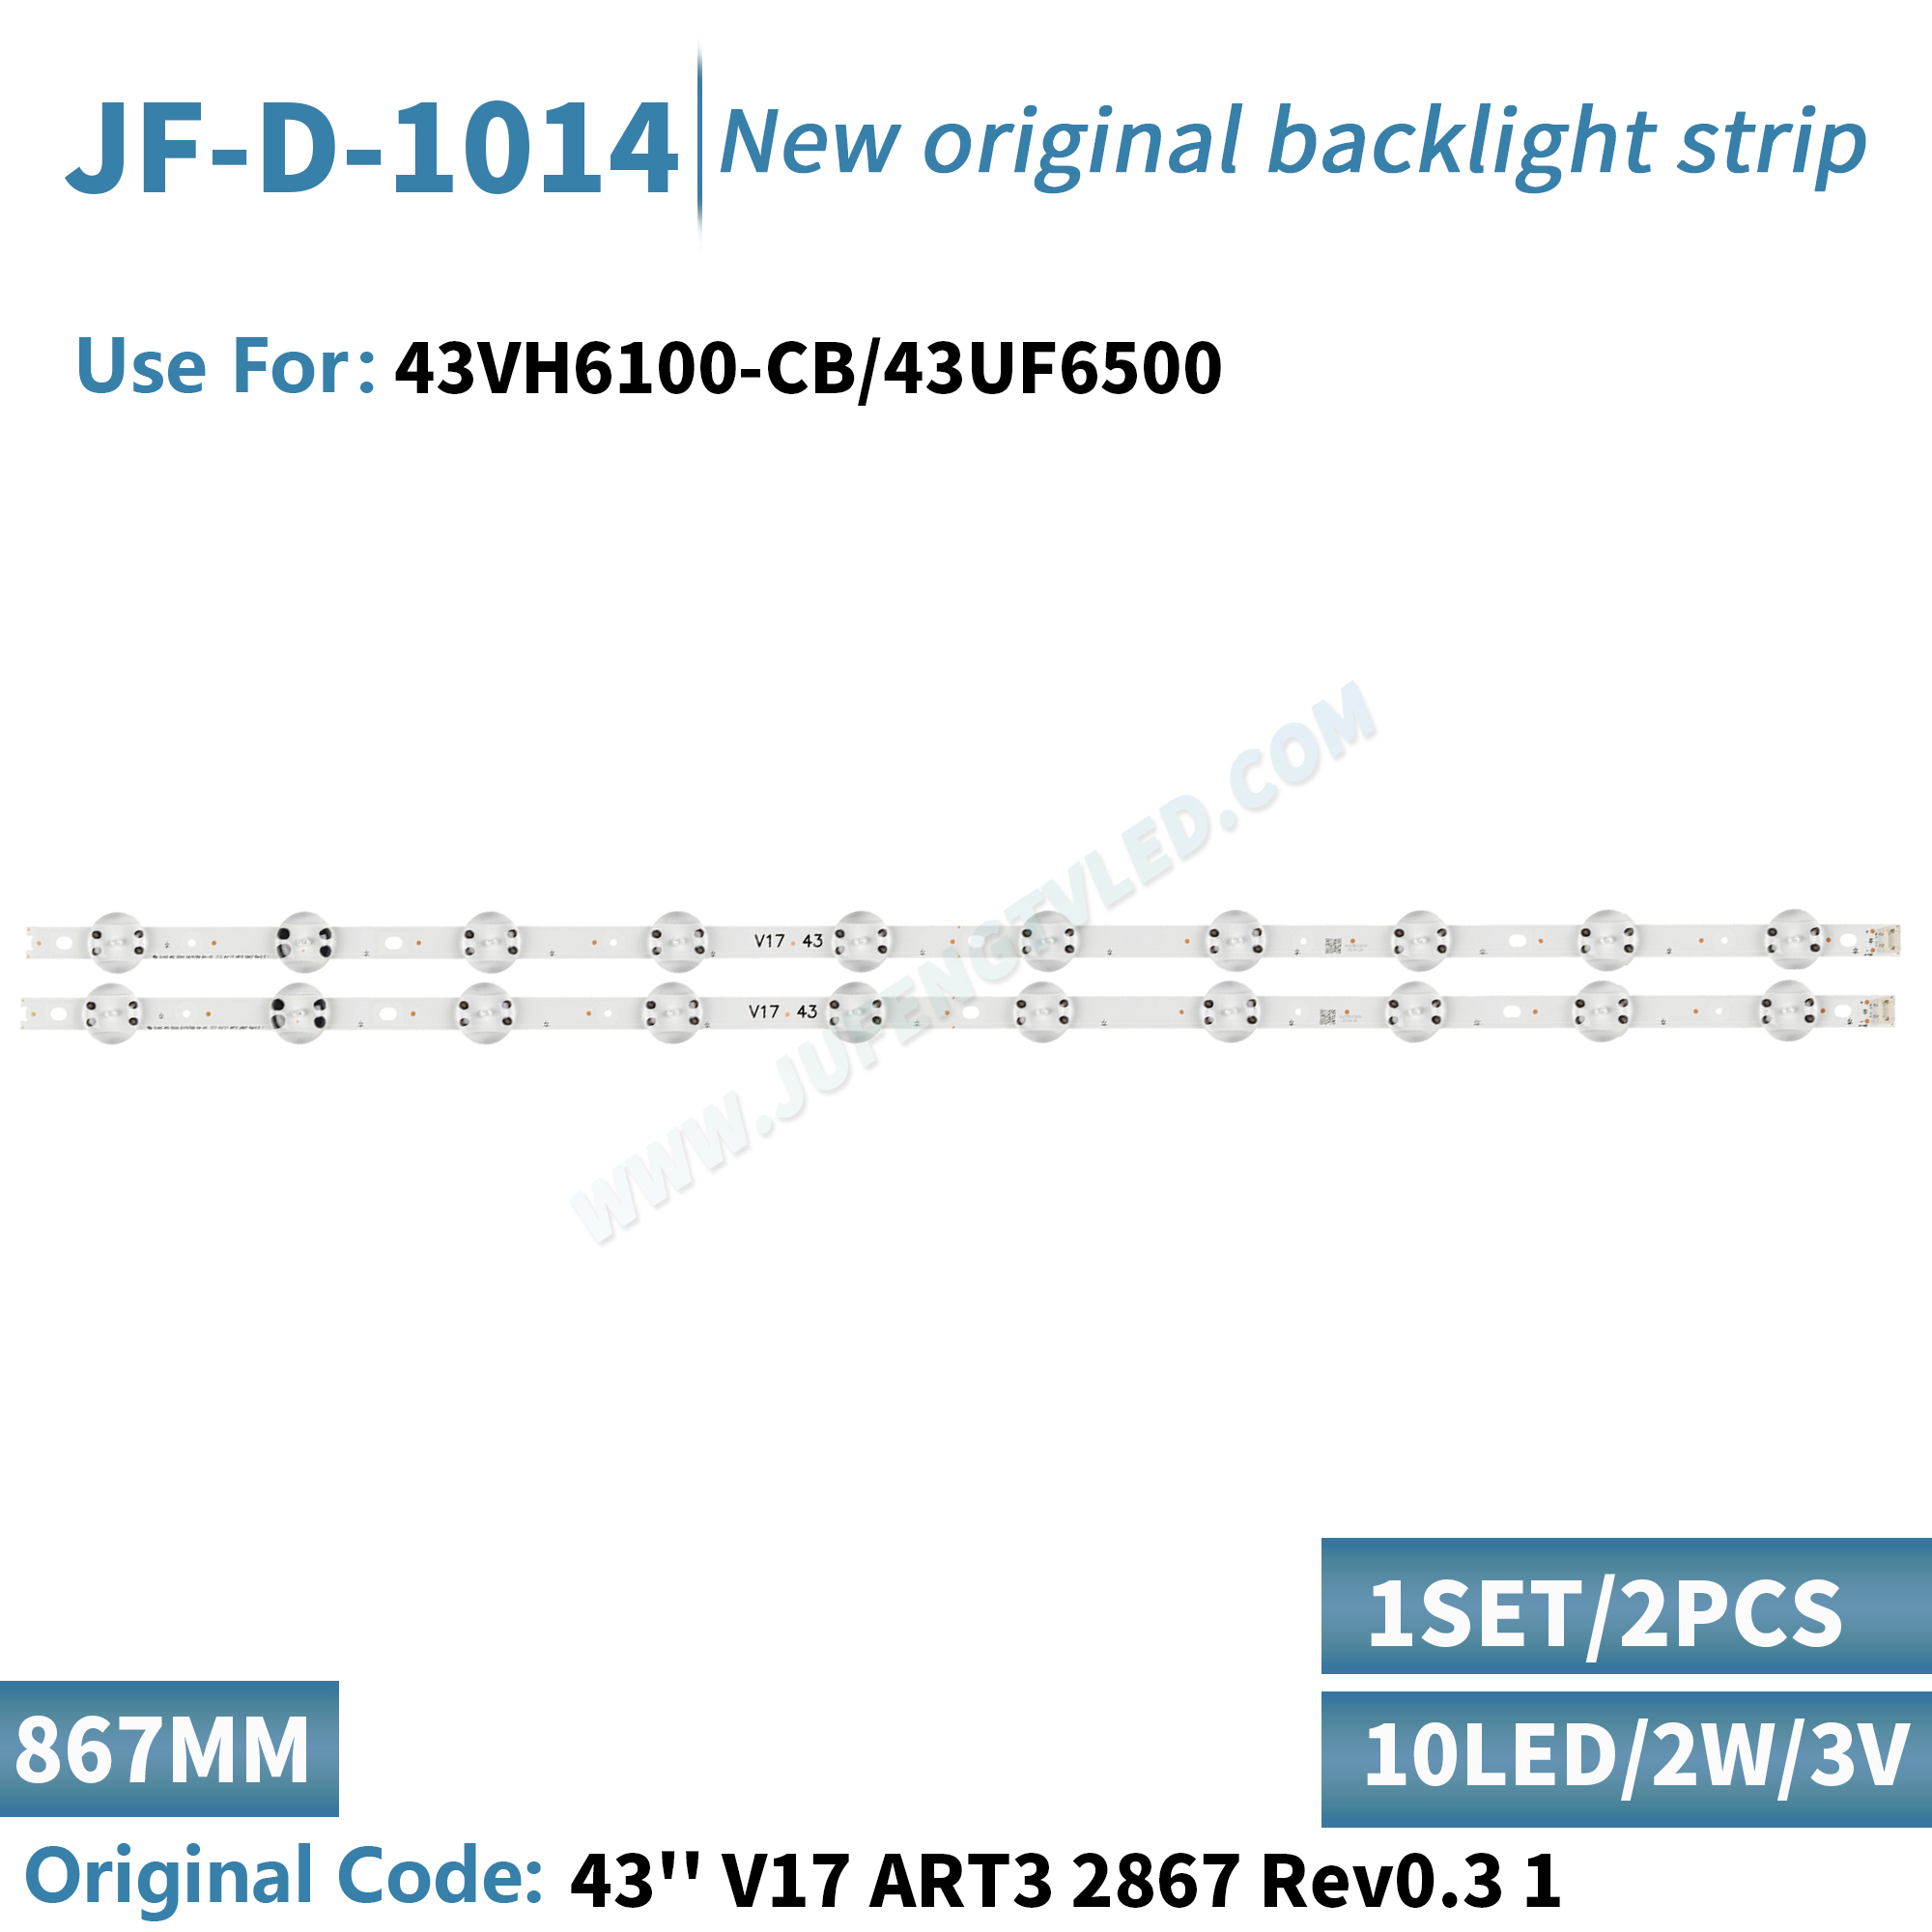 JF-D-1014
New original backlight strip
Use For: 43VH6100-CB/43UF6500
WWW.JUFENGTVLED.COM
V17 43
V17 43
1SET/2PCS
867MM
10LED/2W/3V
Original Code: 43'' V17 ART3 2867 Rev0.3 1